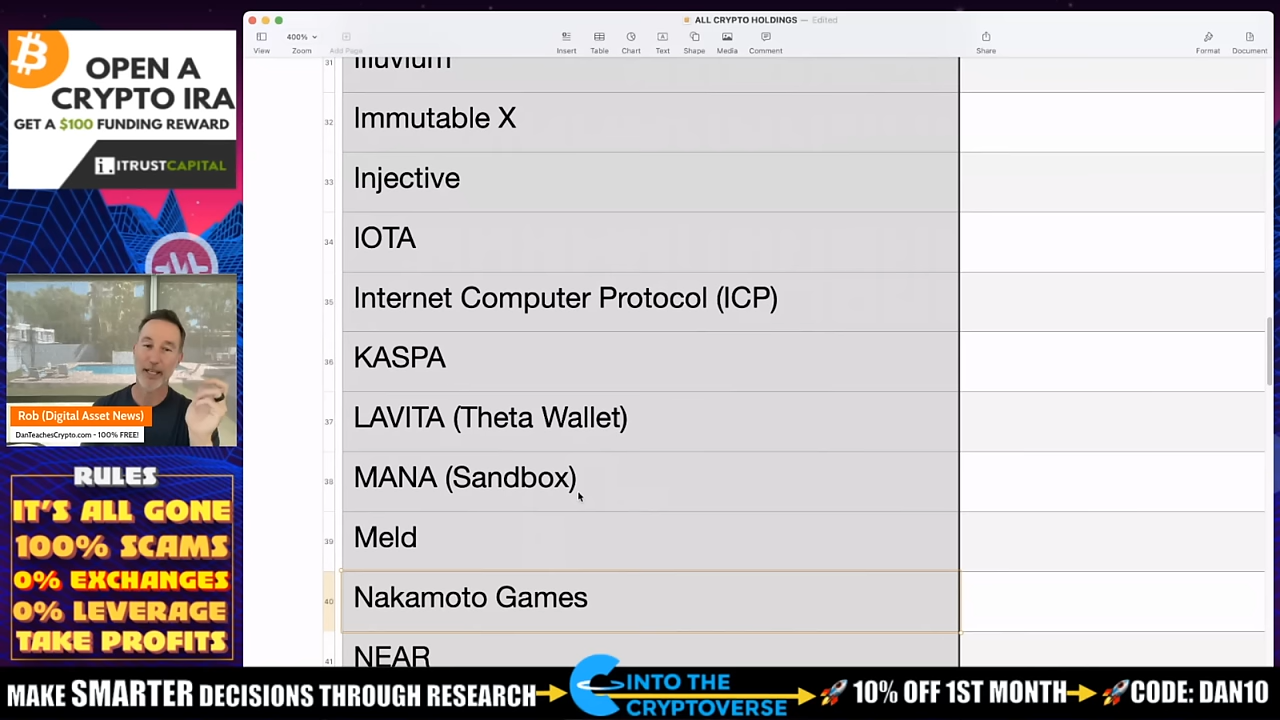 OPEN A
CRYPTO IRA
GET A $100 FUNDING REWARD
i. ITRUSTCAPITAL
Rob (Digital Asset News)
DanTeachesCrypto.com - 100% FREE!
RULES
IT'S ALL GONE
100% SCAMS
0% EXCHANGES
0% LEVERAGE
TAKE PROFITS
ALL CRYPTO HOLDINGS — Edited
400%
View
Zoom
Add Page
Insert
Table
Chart
Text
Shape
Media
Comment
Share
Format
Document
31 Illuvium
32 Immutable X
33 Injective
34 IOTA
35 Internet Computer Protocol (ICP)
36 KASPA
37 LAVITA (Theta Wallet)
38 MANA (Sandbox)
39 Meld
40 Nakamoto Games
41 NEAR
MAKE SMARTER DECISIONS THROUGH RESEARCH
INTO THE
CRYPTOVERSE
10% OFF 1ST MONTH
CODE: DAN10